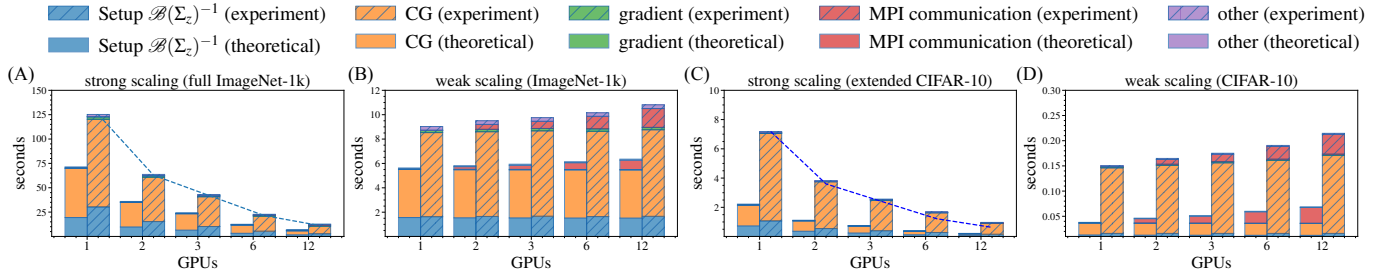 Setup ℬ(Σz)⁻¹ (experiment) CG (experiment) gradient (experiment) MPI communication (experiment) other (experiment)
Setup ℬ(Σz)⁻¹ (theoretical) CG (theoretical) gradient (theoretical) MPI communication (theoretical) other (theoretical)
(A) strong scaling (full ImageNet-1k)
150
125
100
75
50
25
seconds
1 2 3 6 12
GPUs
(B) weak scaling (ImageNet-1k)
12
10
8
6
4
2
seconds
1 2 3 6 12
GPUs
(C) strong scaling (extended CIFAR-10)
10
8
6
4
2
seconds
1 2 3 6 12
GPUs
(D) weak scaling (CIFAR-10)
0.30
0.25
0.20
0.15
0.10
0.05
seconds
1 2 3 6 12
GPUs